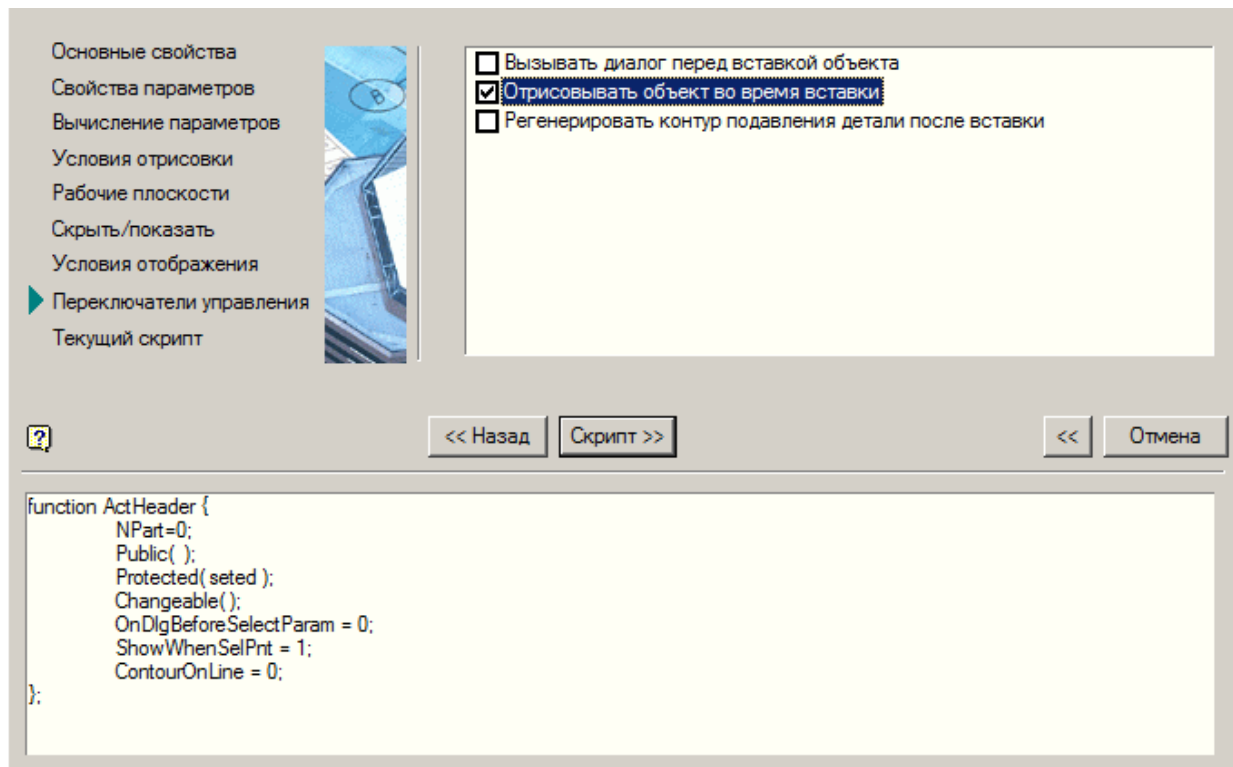 Основные свойства
Свойства параметров
Вычисление параметров
Условия отрисовки
Рабочие плоскости
Скрыть/показать
Условия отображения
Переключатели управления
Текущий скрипт
B
Вызывать диалог перед вставкой объекта
Отрисовывать объект во время вставки
Регенерировать контур подавления детали после вставки
?
<< Назад
Скрипт >>
<<
Отмена
function ActHeader {
NPart=0;
Public( );
Protected( seted );
Changeable( );
OnDlgBeforeSelectParam = 0;
ShowWhenSelPnt = 1;
ContourOnLine = 0;
};